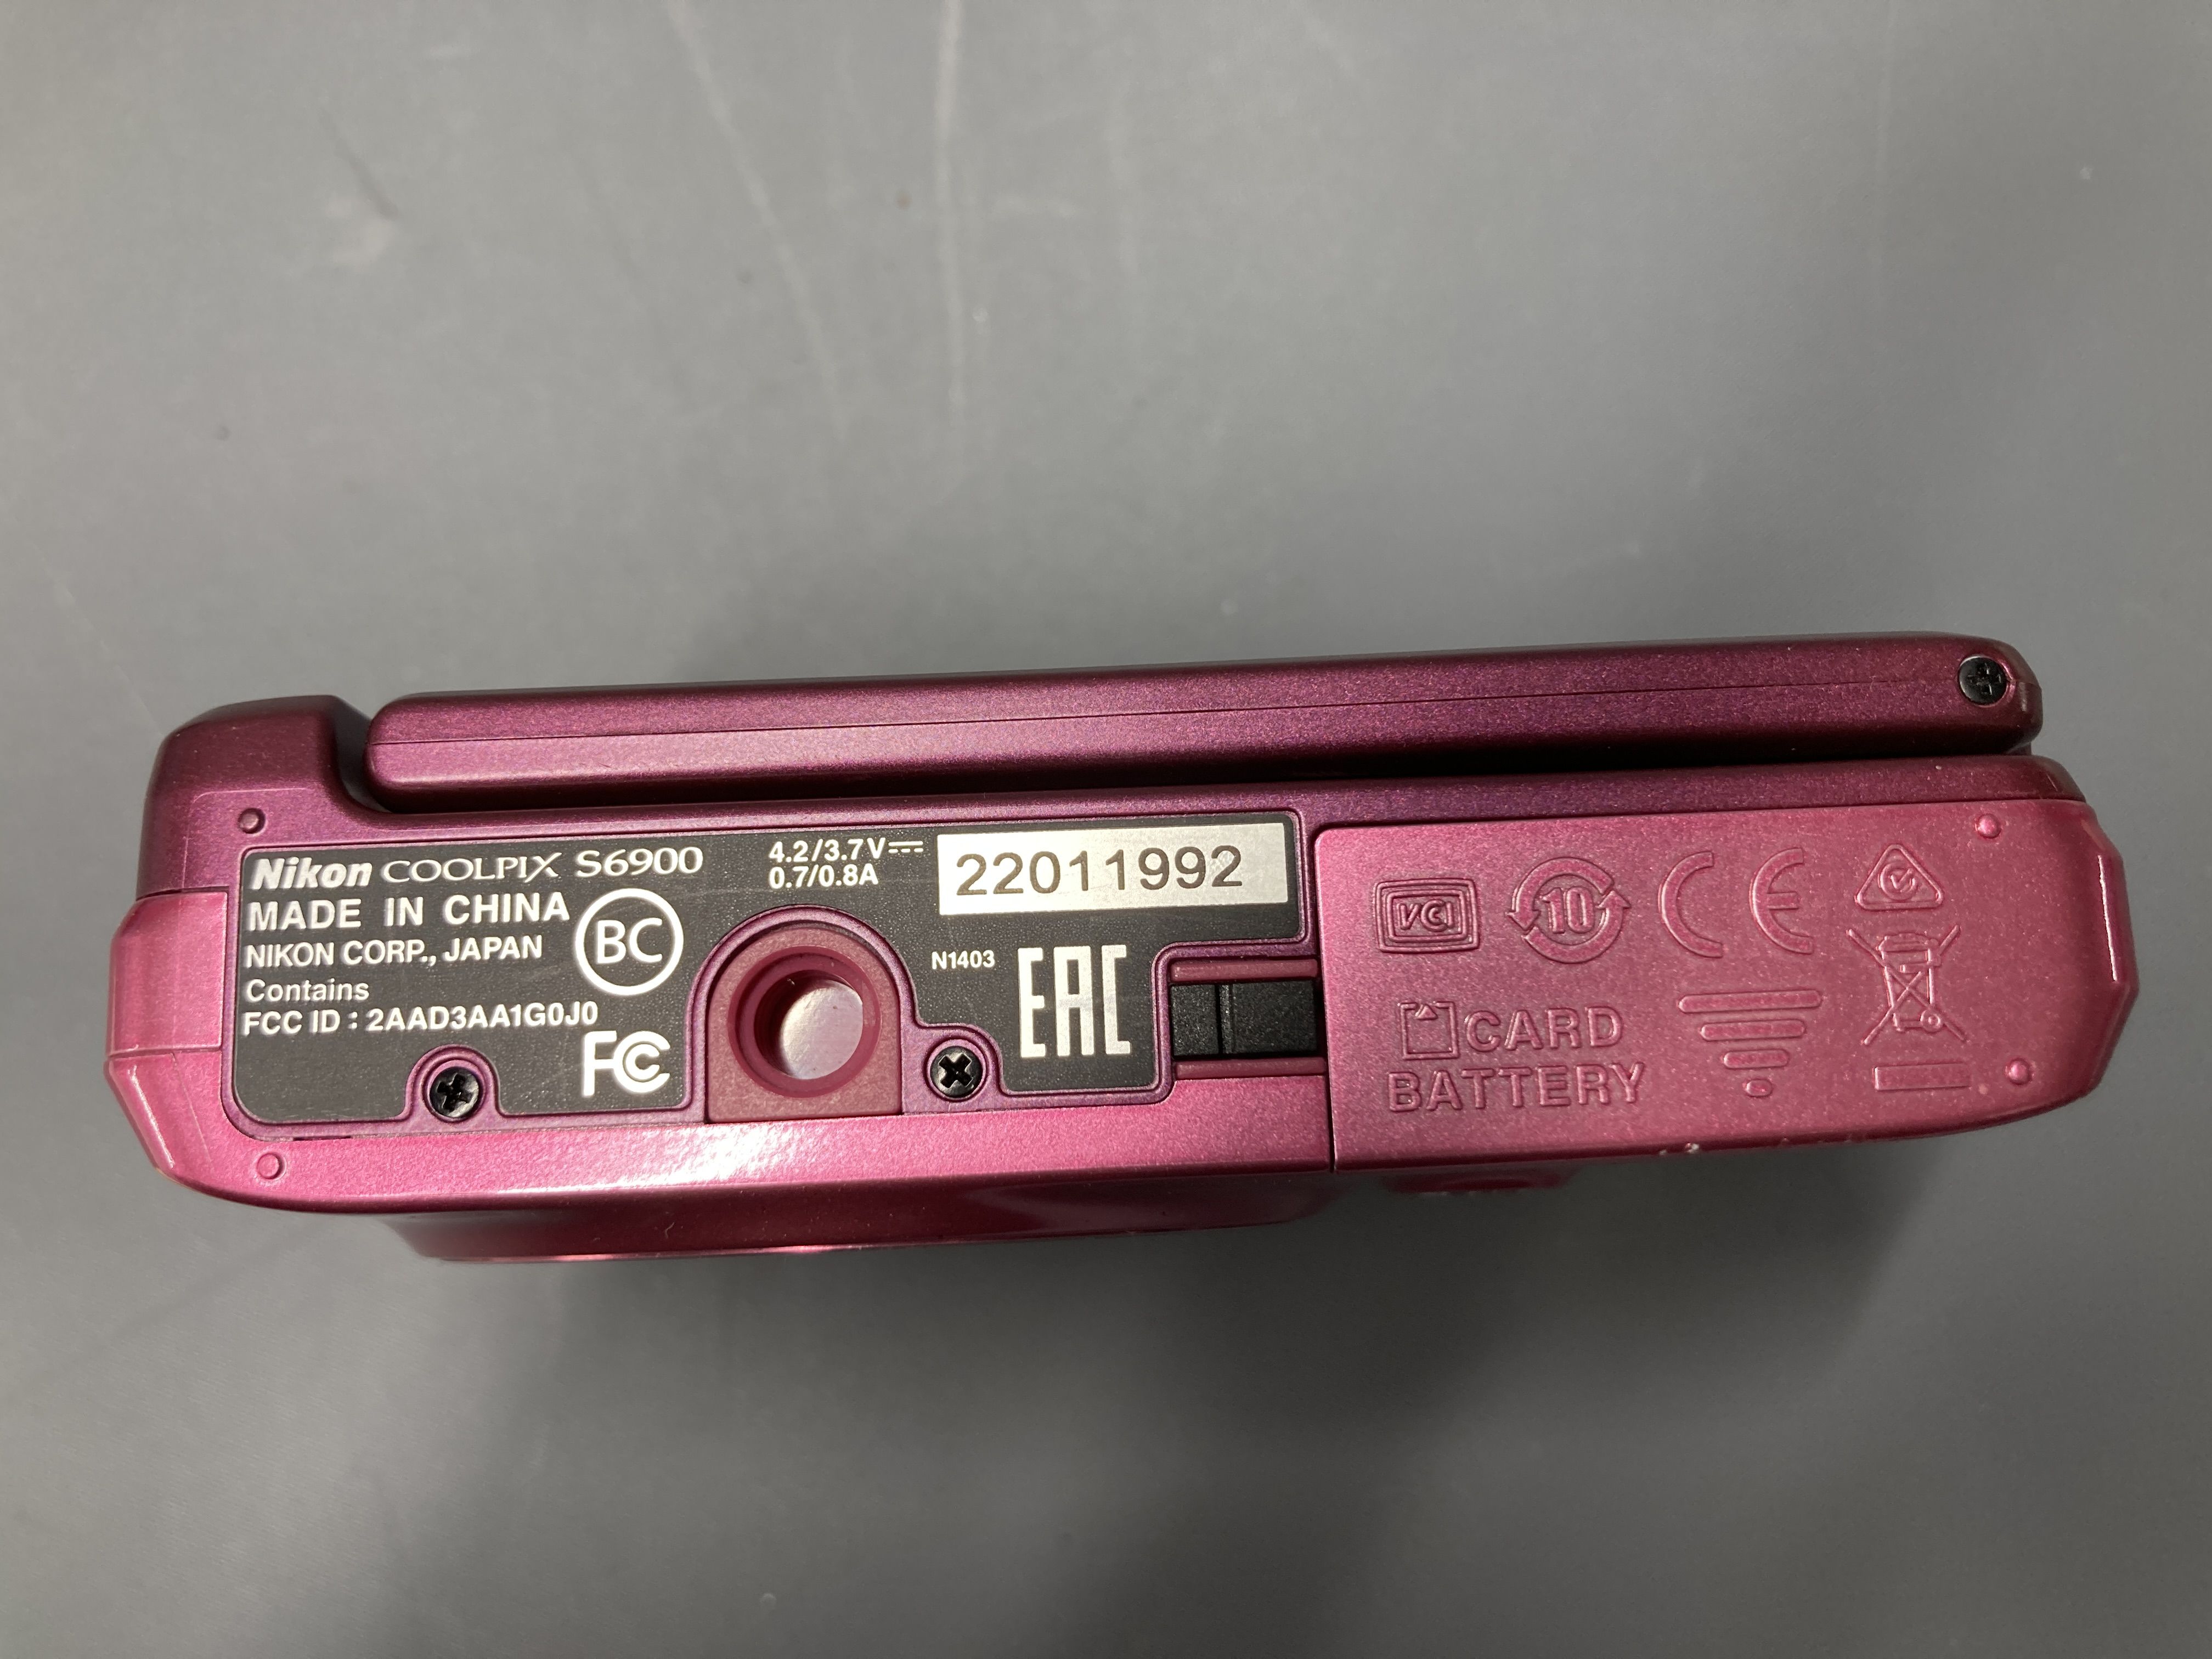 Nikon COOLPIX S6900
MADE IN CHINA
NIKON CORP., JAPAN
Contains
FCC ID : 2AAD3AA1G0J0
BC
FC
4.2/3.7V⎓
0.7/0.8A
22011992
N1403
EAC
VCI
10
CE
CARD
BATTERY